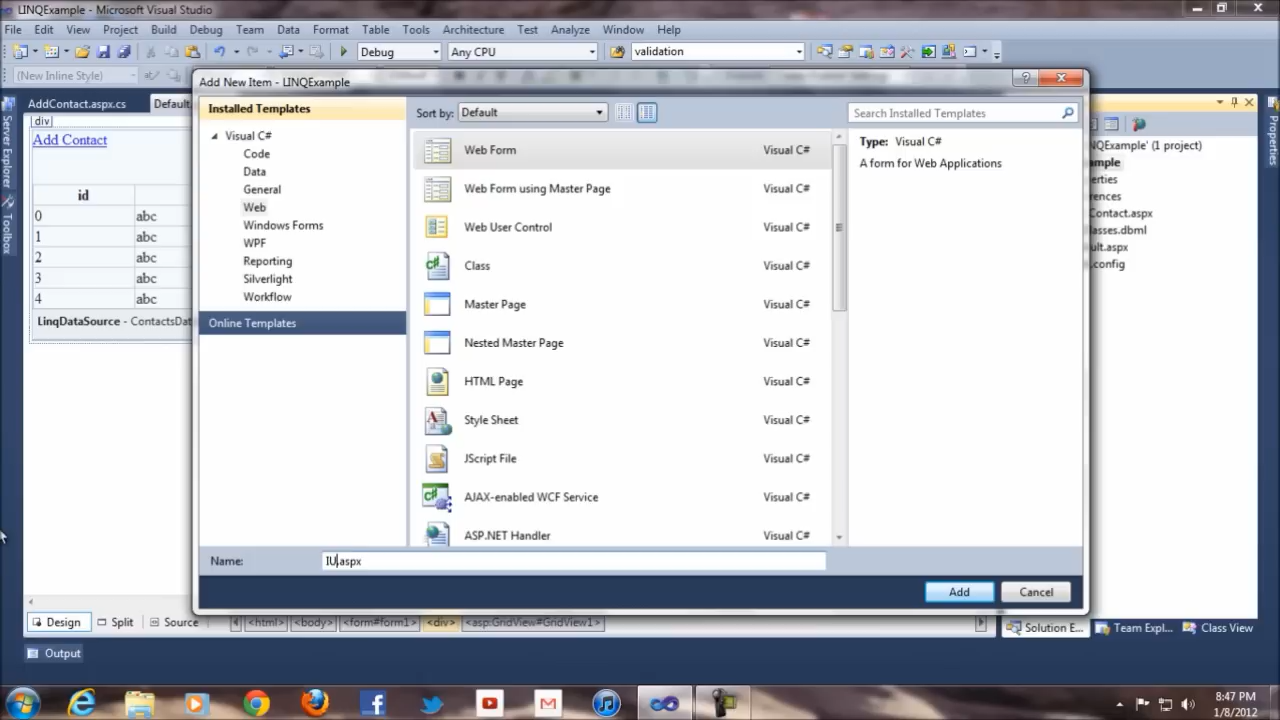 LINQExample - Microsoft Visual Studio
File Edit View Project Build Debug Team Data Format Table Tools Architecture Test Analyze Window Help
Debug Any CPU validation
(New Inline Style)
Add New Item - LINQExample
AddContact.aspx.cs Default.
div
Add Contact
id
0 abc
1 abc
2 abc
3 abc
4 abc
LinqDataSource - ContactsDat
Server Explorer
Toolbox
Installed Templates
Visual C#
Code
Data
General
Web
Windows Forms
WPF
Reporting
Silverlight
Workflow
Online Templates
Sort by: Default
Web Form Visual C#
Web Form using Master Page Visual C#
Web User Control Visual C#
Class Visual C#
Master Page Visual C#
Nested Master Page Visual C#
HTML Page Visual C#
Style Sheet Visual C#
JScript File Visual C#
AJAX-enabled WCF Service Visual C#
ASP.NET Handler Visual C#
Search Installed Templates
Type: Visual C#
A form for Web Applications
Name: IU.aspx
Add Cancel
NQExample' (1 project)
ample
erties
rences
Contact.aspx
lasses.dbml
ult.aspx
.config
Properties
Design Split Source <html> <body> <form#form1> <div> <asp:GridView#GridView1>
Solution E... Team Expl... Class View
Output
8:47 PM
1/8/2012